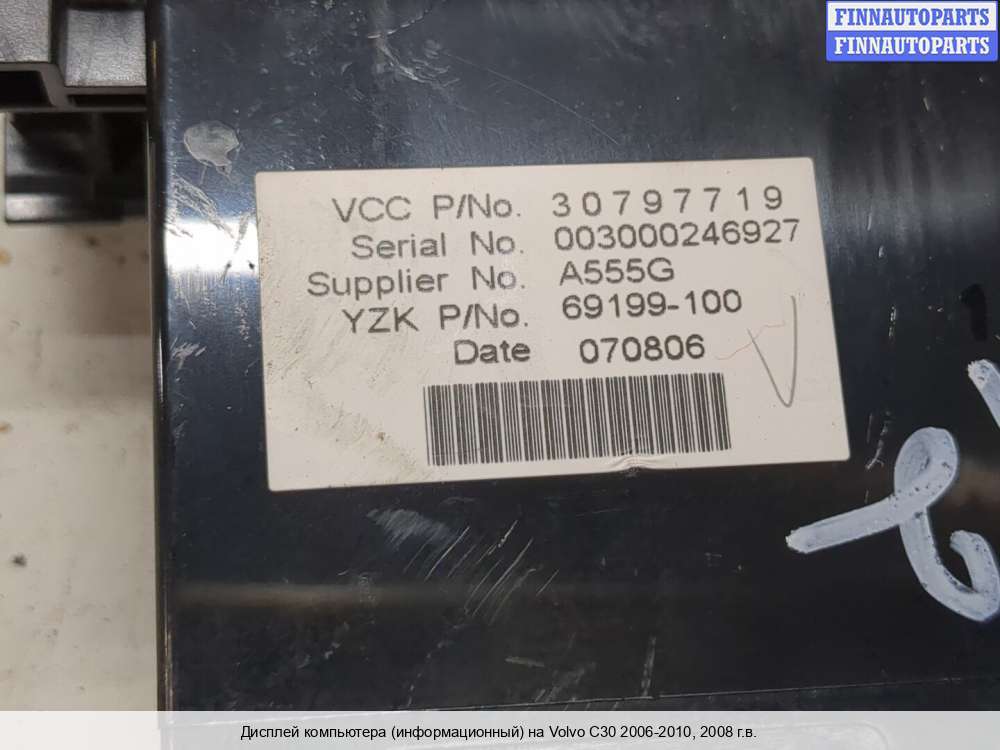 FINNAUTOPARTS
FINNAUTOPARTS
VCC P/No. 30797719
Serial No. 003000246927
Supplier No. A555G
YZK P/No. 69199-100
Date 070806
Дисплей компьютера (информационный) на Volvo C30 2006-2010, 2008 г.в.